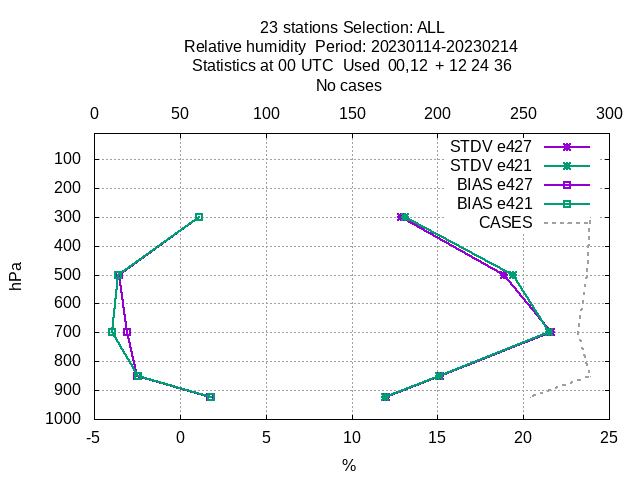 23 stations Selection: ALL
Relative humidity  Period: 20230114-20230214
Statistics at 00 UTC  Used  00,12  + 12 24 36
No cases
0 50 100 150 200 250 300
STDV e427
STDV e421
BIAS e427
BIAS e421
CASES
100
200
300
400
500
600
700
800
900
1000
hPa
-5 0 5 10 15 20 25
%